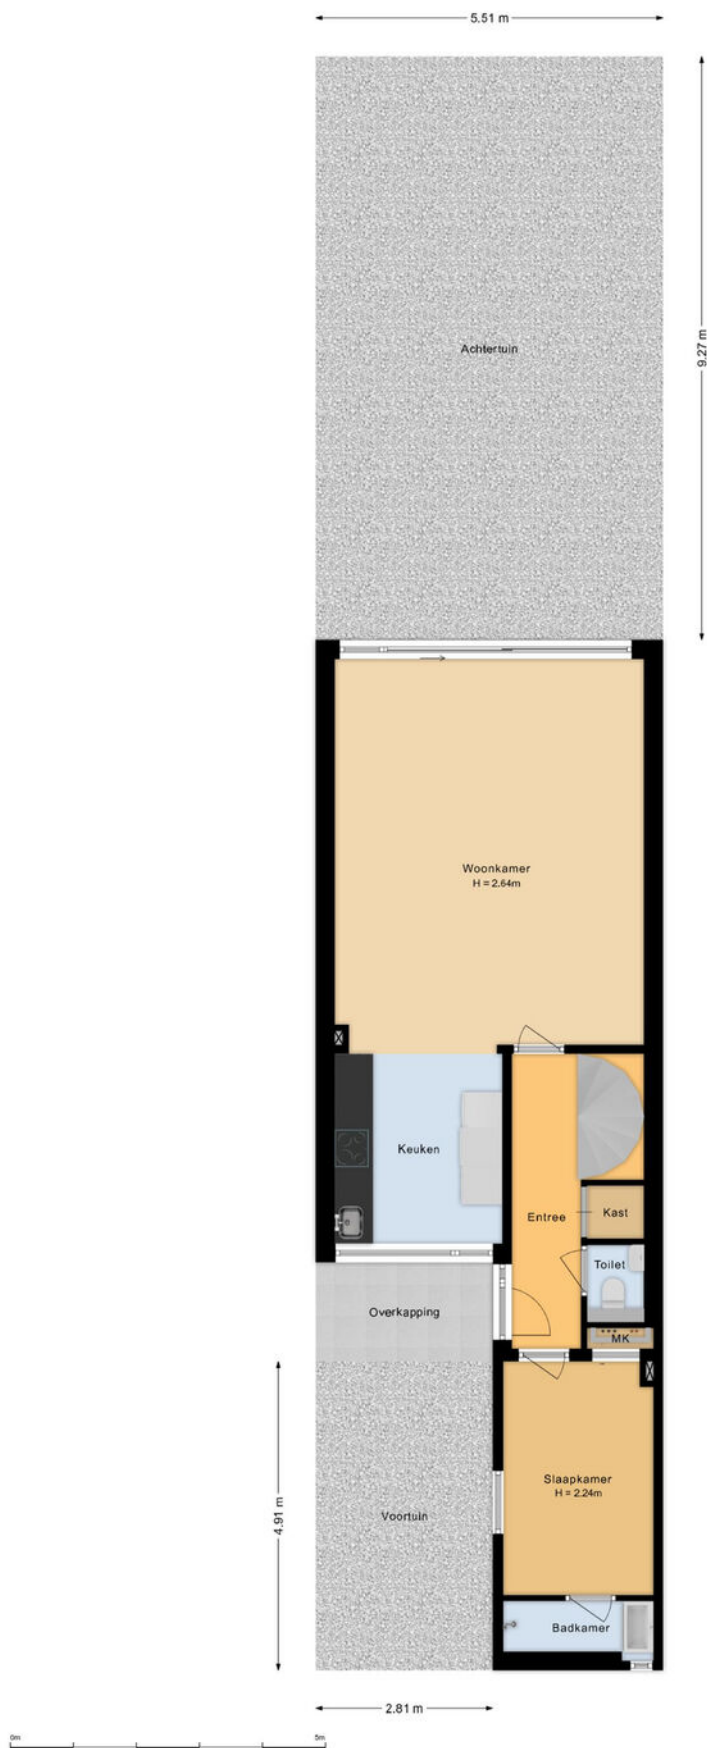 5.51 m
9.27 m
Achtertuin
Woonkamer
H = 2.64m
Keuken
Entree
Kast
Toilet
Overkapping
MK
4.91 m
Slaapkamer
H = 2.24m
Voortuin
Badkamer
2.81 m
0m
5m